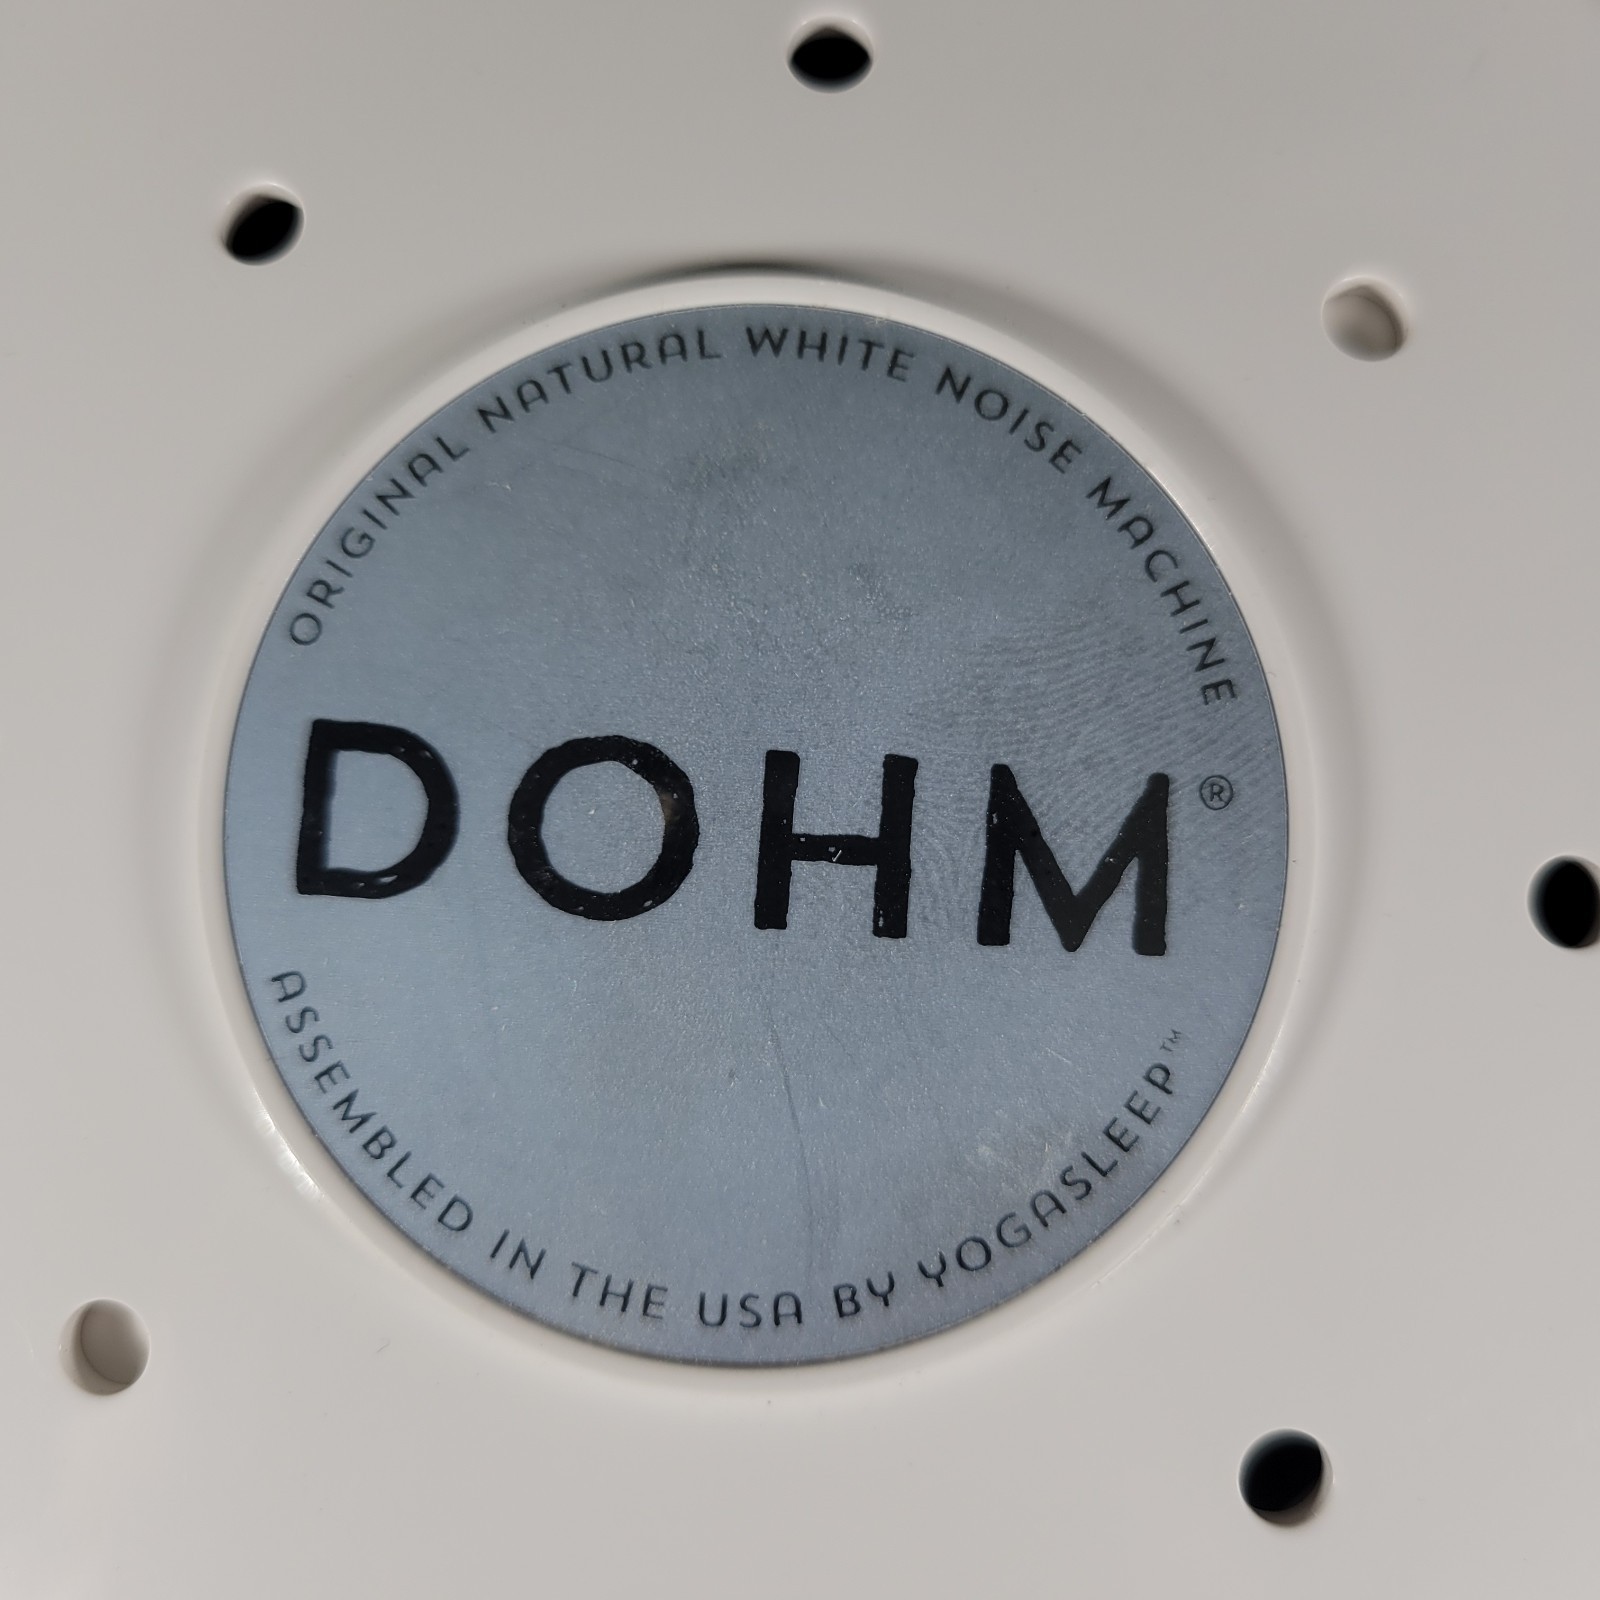 ORIGINAL NATURAL WHITE NOISE MACHINE
DOHM®
ASSEMBLED IN THE USA BY YOGASLEEP™